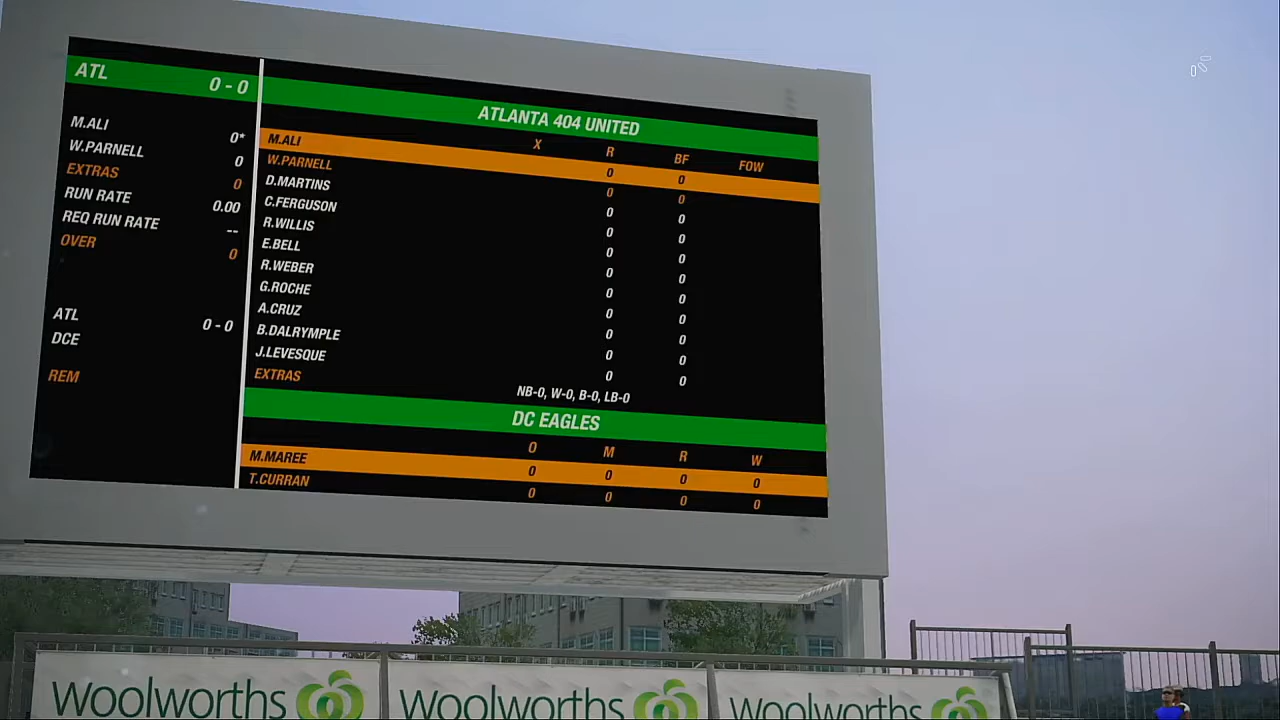 ATL 0 - 0
M.ALI 0*
W.PARNELL 0
EXTRAS 0
RUN RATE 0.00
REQ RUN RATE --
OVER 0
ATL 0 - 0
DCE
REM
ATLANTA 404 UNITED
X R BF FOW
M.ALI 0 0
W.PARNELL 0 0
D.MARTINS 0 0
C.FERGUSON 0 0
R.WILLIS 0 0
E.BELL 0 0
R.WEBER 0 0
G.ROCHE 0 0
A.CRUZ 0 0
B.DALRYMPLE 0 0
J.LEVESQUE 0 0
EXTRAS NB-0, W-0, B-0, LB-0
DC EAGLES
O M R W
M.MAREE 0 0 0 0
T.CURRAN 0 0 0 0
Woolworths Woolworths Woolworths